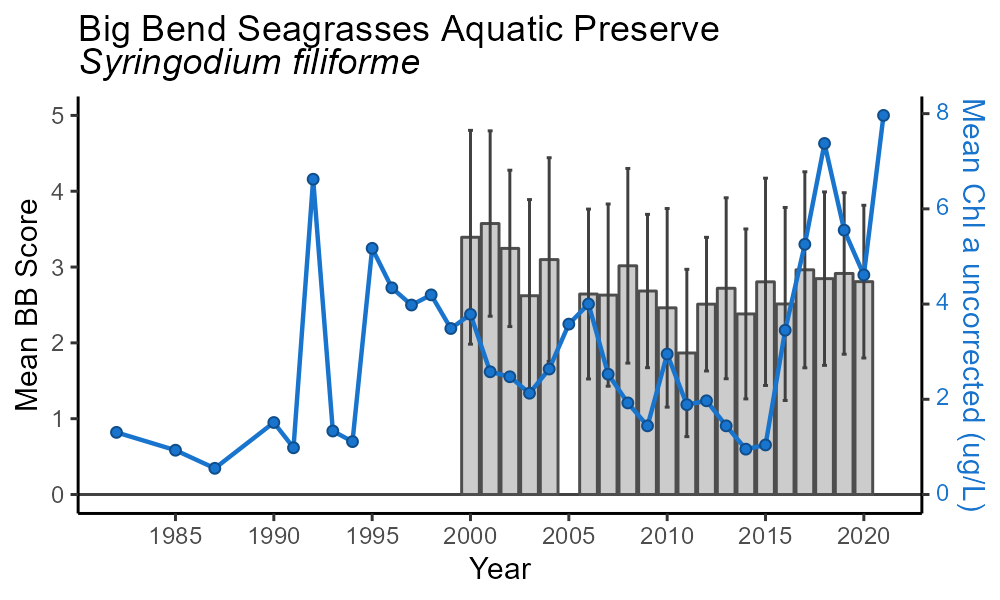 Big Bend Seagrasses Aquatic Preserve
Syringodium filiforme
5
4
3
2
1
0
Mean BB Score
8
6
4
2
0
Mean Chl a uncorrected (ug/L)
1985 1990 1995 2000 2005 2010 2015 2020
Year